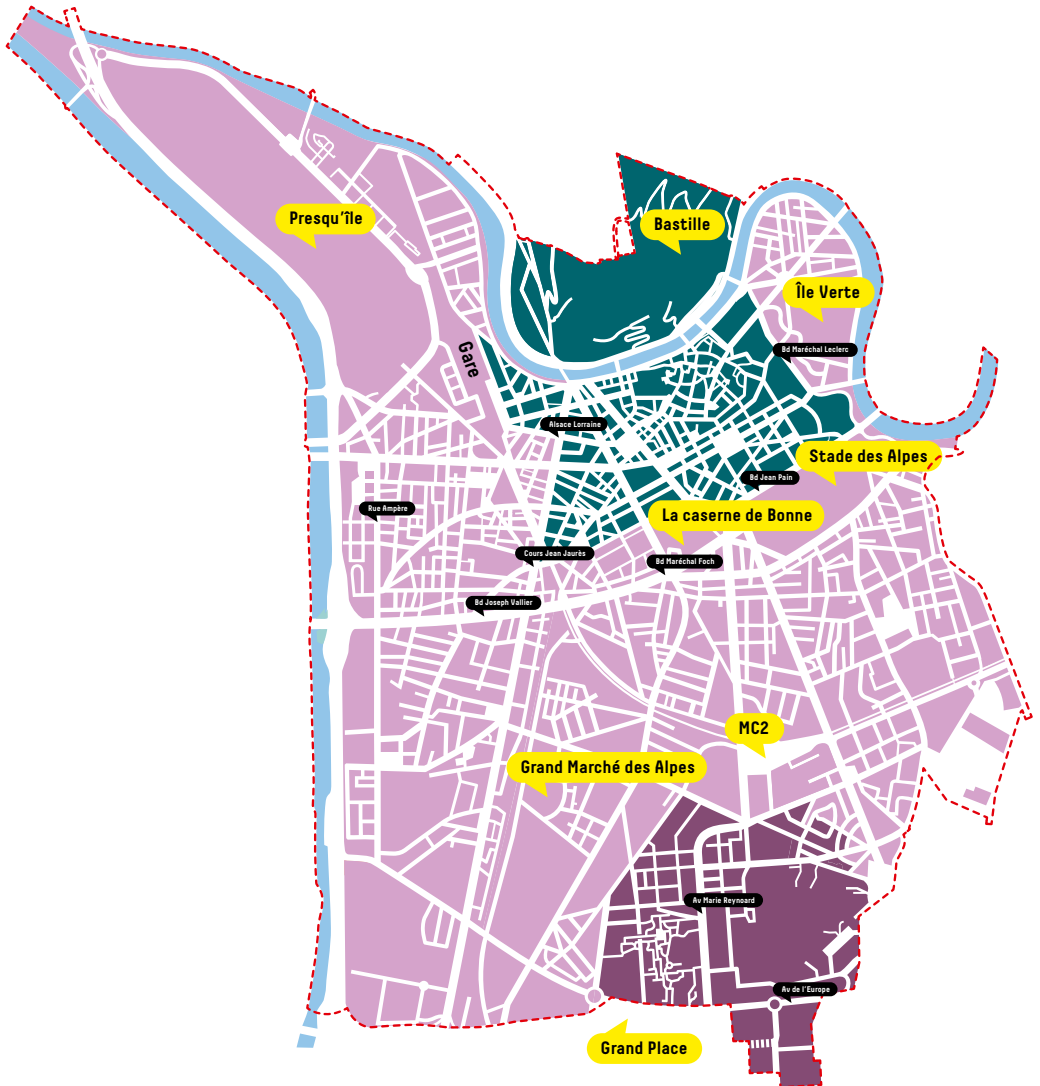 Presqu'île
Bastille
Île Verte
Bd Maréchal Leclerc
Gare
Alsace Lorraine
Stade des Alpes
Bd Jean Pain
Rue Ampère
La caserne de Bonne
Cours Jean Jaurès
Bd Maréchal Foch
Bd Joseph Vallier
MC2
Grand Marché des Alpes
Av Marie Reynoard
Av de l'Europe
Grand Place